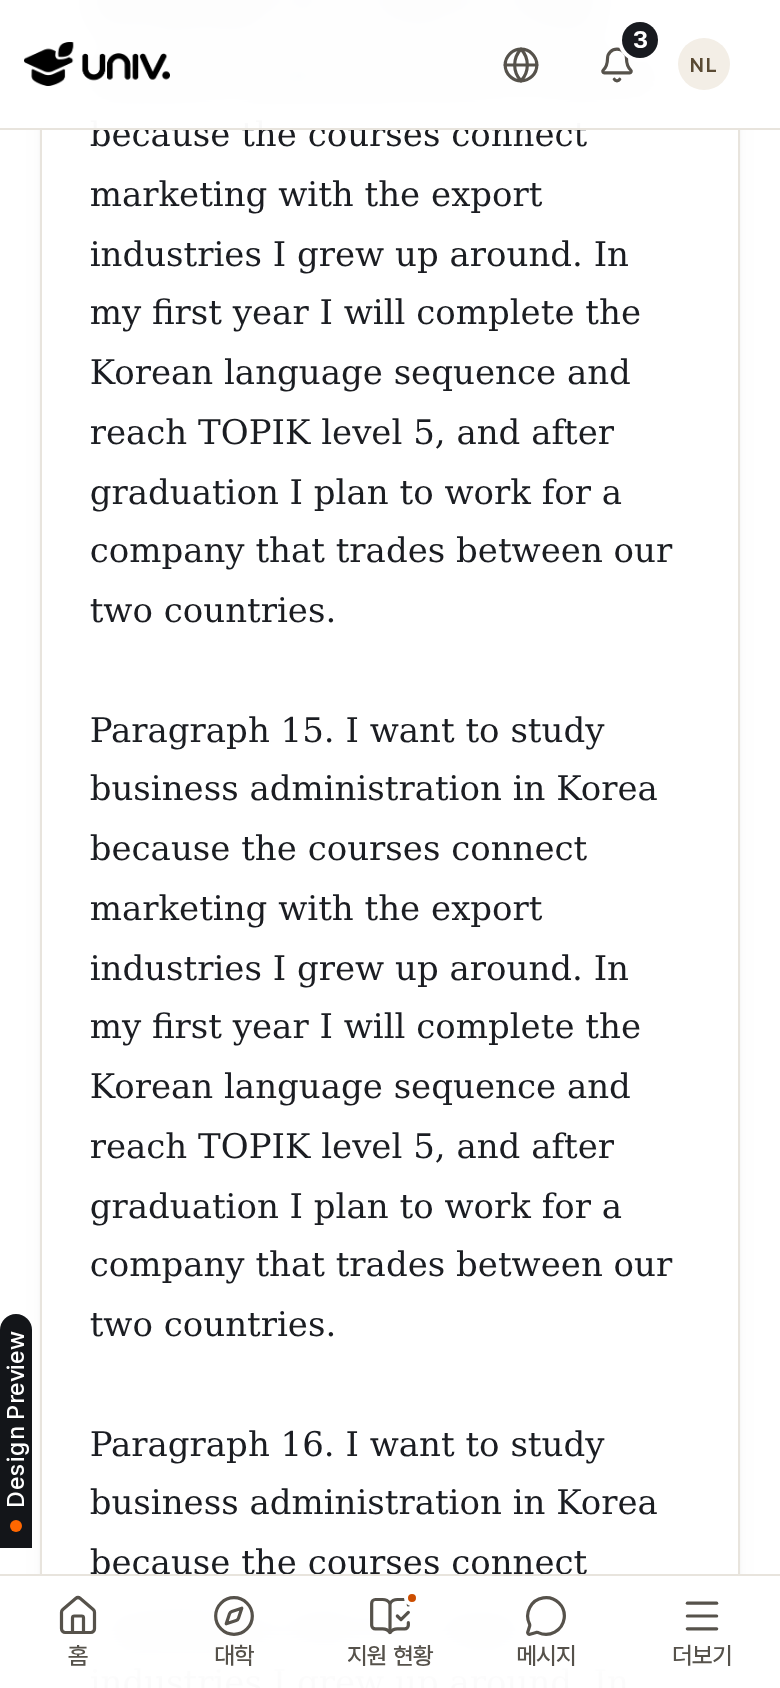 UNIV.
3
NL
because the courses connect
marketing with the export
industries I grew up around. In
my first year I will complete the
Korean language sequence and
reach TOPIK level 5, and after
graduation I plan to work for a
company that trades between our
two countries.
Paragraph 15. I want to study
business administration in Korea
because the courses connect
marketing with the export
industries I grew up around. In
my first year I will complete the
Korean language sequence and
reach TOPIK level 5, and after
graduation I plan to work for a
company that trades between our
two countries.
Design Preview
Paragraph 16. I want to study
business administration in Korea
because the courses connect
홈
대학
지원 현황
메시지
더보기
industries I grew up around. In